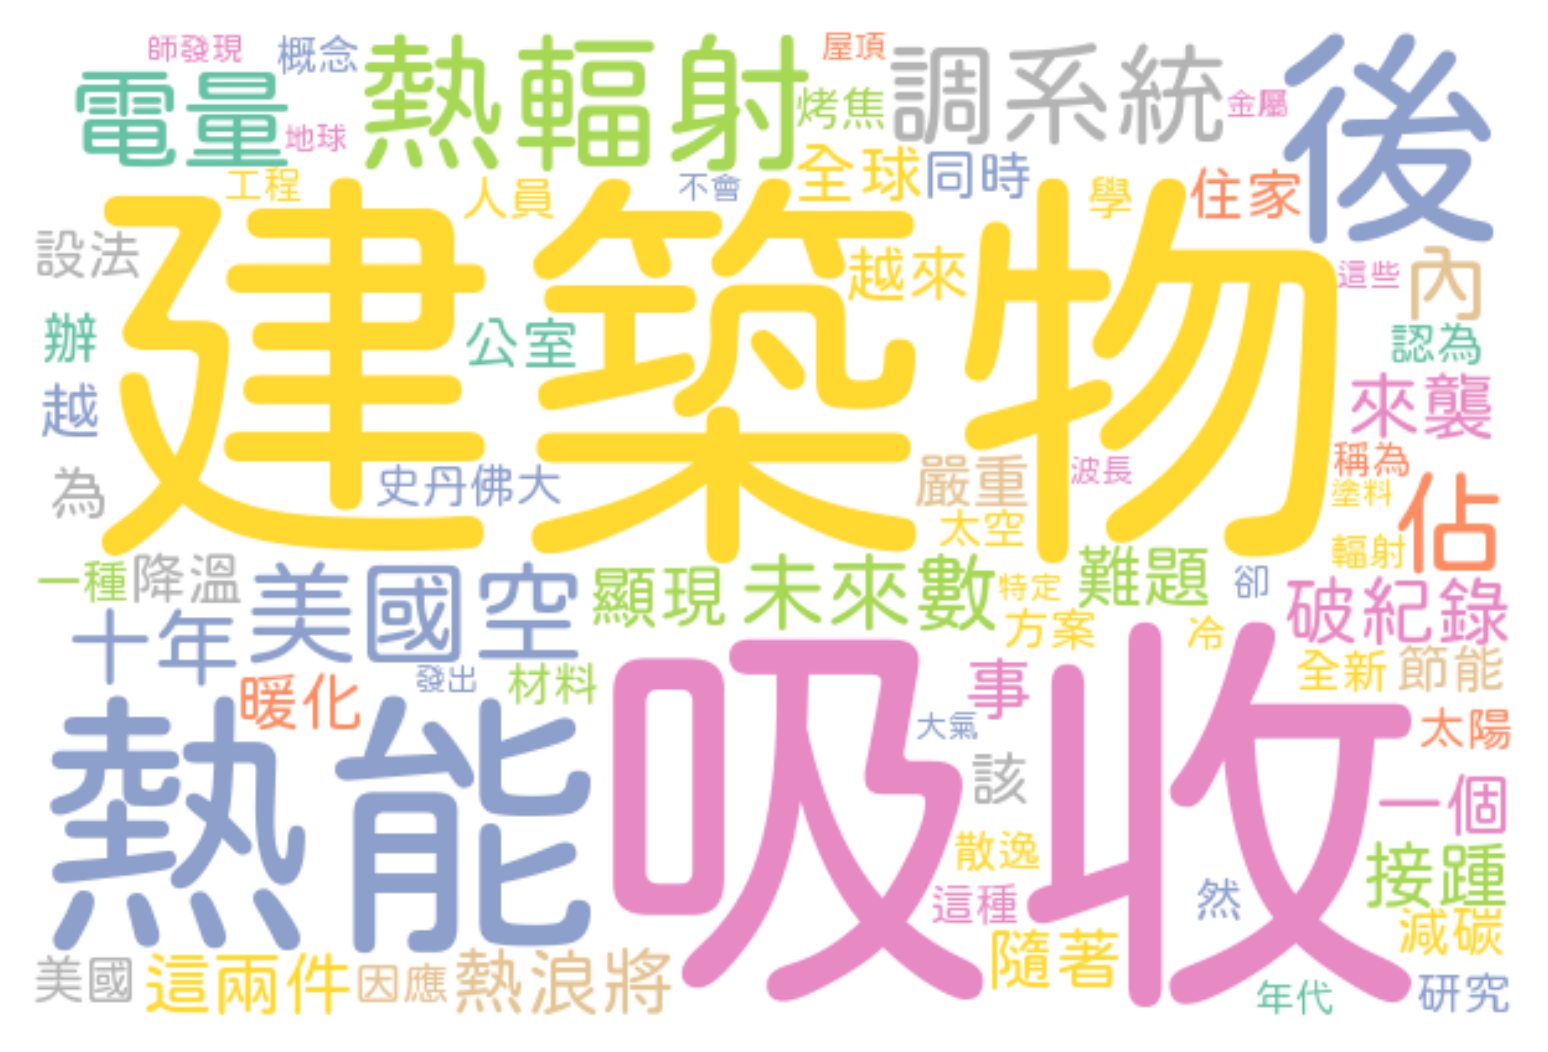 師發現
概念
熱輻射
屋頂
調系統
後
電量
地球
烤焦
金屬
工程
人員
不會
全球
同時
學
住家
設法
建築物
越來
這些
內
辦
公室
認為
越
來襲
為
史丹佛大
嚴重
波長
稱為
塗料
佔
太空
輻射
一種
降溫
美國空
顯現
未來數
特定
難題
卻
破紀錄
十年
方案
冷
暖化
發出
材料
吸收
事
全新
節能
熱能
大氣
太陽
該
一個
散逸
接踵
這種
然
減碳
美國
這兩件
因應
熱浪將
隨著
年代
研究